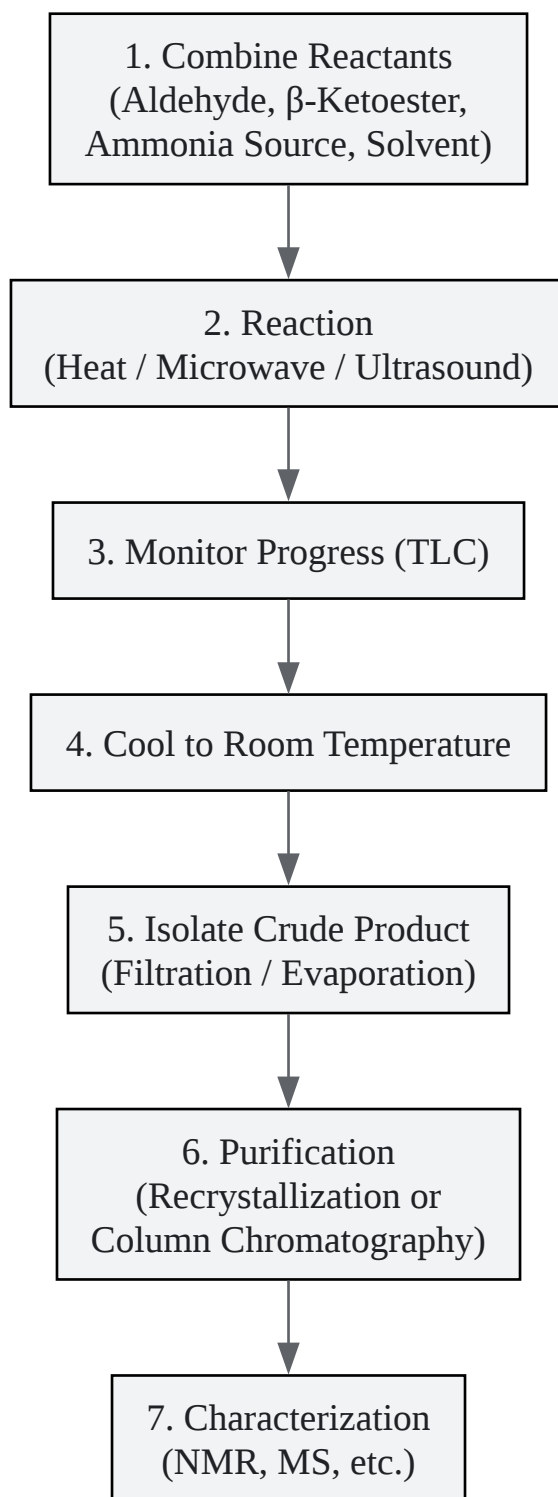 1. Combine Reactants
(Aldehyde, β-Ketoester,
Ammonia Source, Solvent)
2. Reaction
(Heat / Microwave / Ultrasound)
3. Monitor Progress (TLC)
4. Cool to Room Temperature
5. Isolate Crude Product
(Filtration / Evaporation)
6. Purification
(Recrystallization or
Column Chromatography)
7. Characterization
(NMR, MS, etc.)